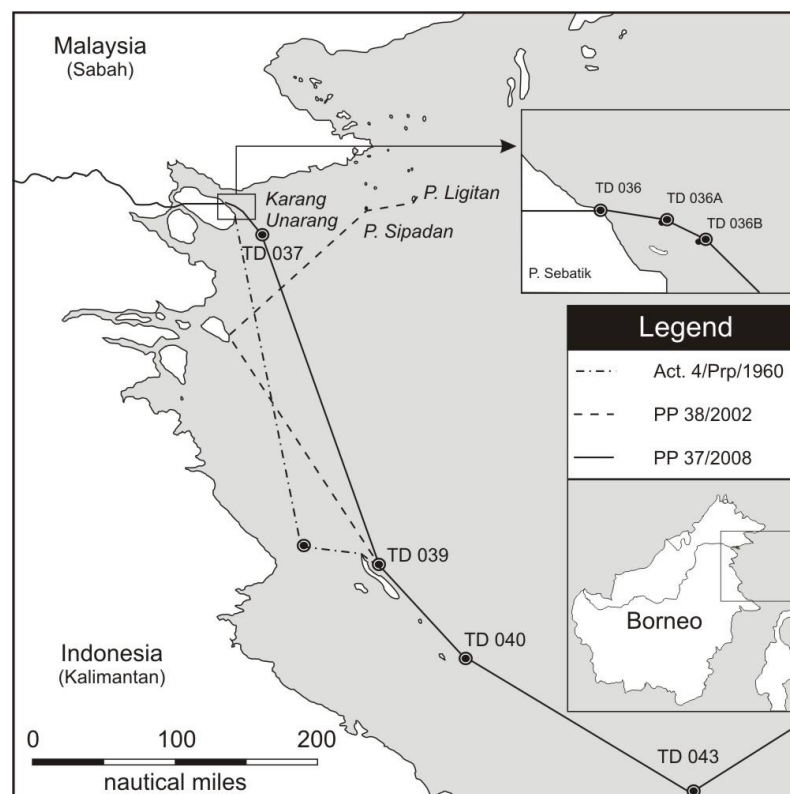 Malaysia
(Sabah)
Karang
Unarang
P. Ligitan
P. Sipadan
TD 037
TD 036
TD 036A
TD 036B
P. Sebatik
Legend
Act. 4/Prp/1960
PP 38/2002
PP 37/2008
TD 039
TD 040
Borneo
Indonesia
(Kalimantan)
TD 043
0 100 200
nautical miles